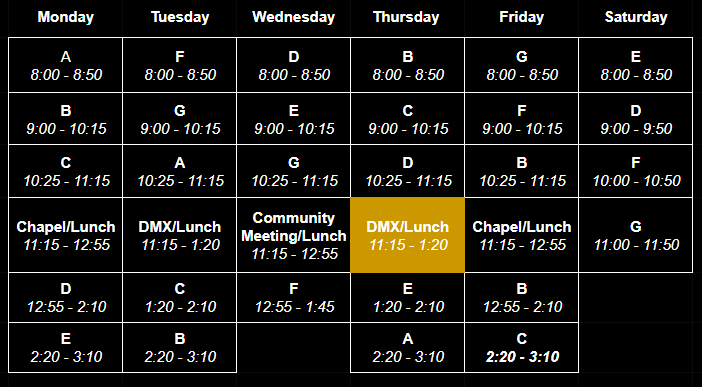 Monday Tuesday Wednesday Thursday Friday Saturday
A F D B G E
8:00 - 8:50 8:00 - 8:50 8:00 - 8:50 8:00 - 8:50 8:00 - 8:50 8:00 - 8:50
B G E C F D
9:00 - 10:15 9:00 - 10:15 9:00 - 10:15 9:00 - 10:15 9:00 - 10:15 9:00 - 9:50
C A G D B F
10:25 - 11:15 10:25 - 11:15 10:25 - 11:15 10:25 - 11:15 10:25 - 11:15 10:00 - 10:50
Chapel/Lunch DMX/Lunch Community Meeting/Lunch DMX/Lunch Chapel/Lunch G
11:15 - 12:55 11:15 - 1:20 11:15 - 12:55 11:15 - 1:20 11:15 - 12:55 11:00 - 11:50
D C F E B
12:55 - 2:10 1:20 - 2:10 12:55 - 1:45 1:20 - 2:10 12:55 - 2:10
E B A C
2:20 - 3:10 2:20 - 3:10 2:20 - 3:10 2:20 - 3:10